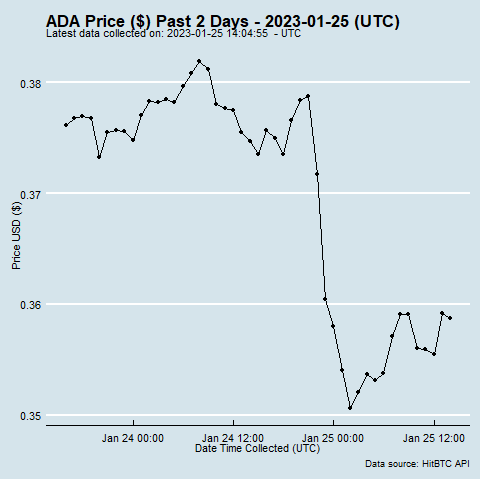 ADA Price ($) Past 2 Days - 2023-01-25 (UTC)
Latest data collected on: 2023-01-25 14:04:55 - UTC
0.38
0.37
0.36
0.35
Price USD ($)
Jan 24 00:00 Jan 24 12:00 Jan 25 00:00 Jan 25 12:00
Date Time Collected (UTC)
Data source: HitBTC API